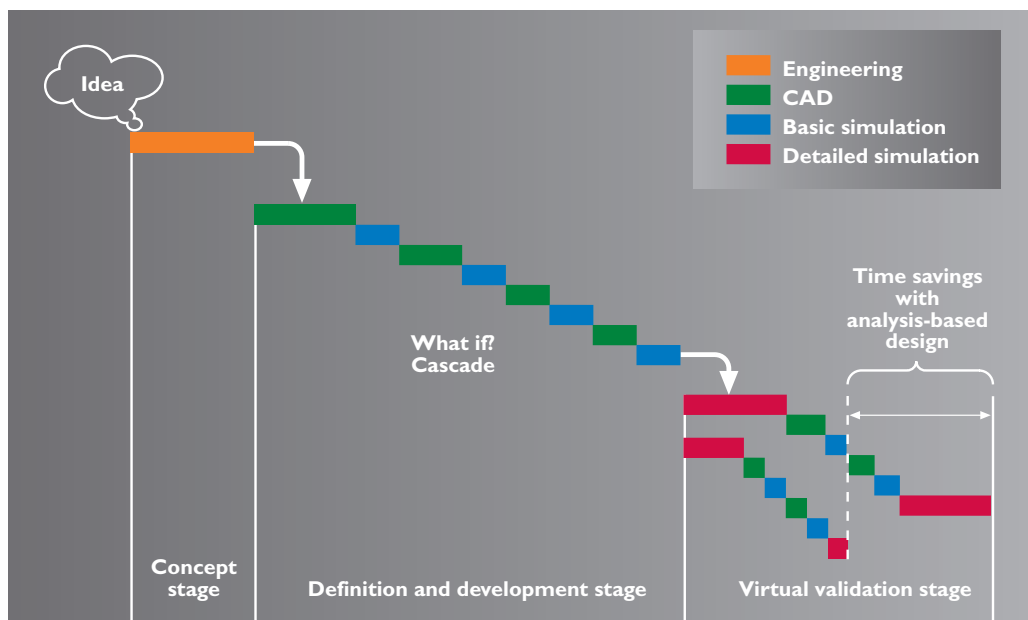 Idea
Engineering
CAD
Basic simulation
Detailed simulation
What if?
Cascade
Time savings
with
analysis-based
design
Concept
stage
Definition and development stage
Virtual validation stage